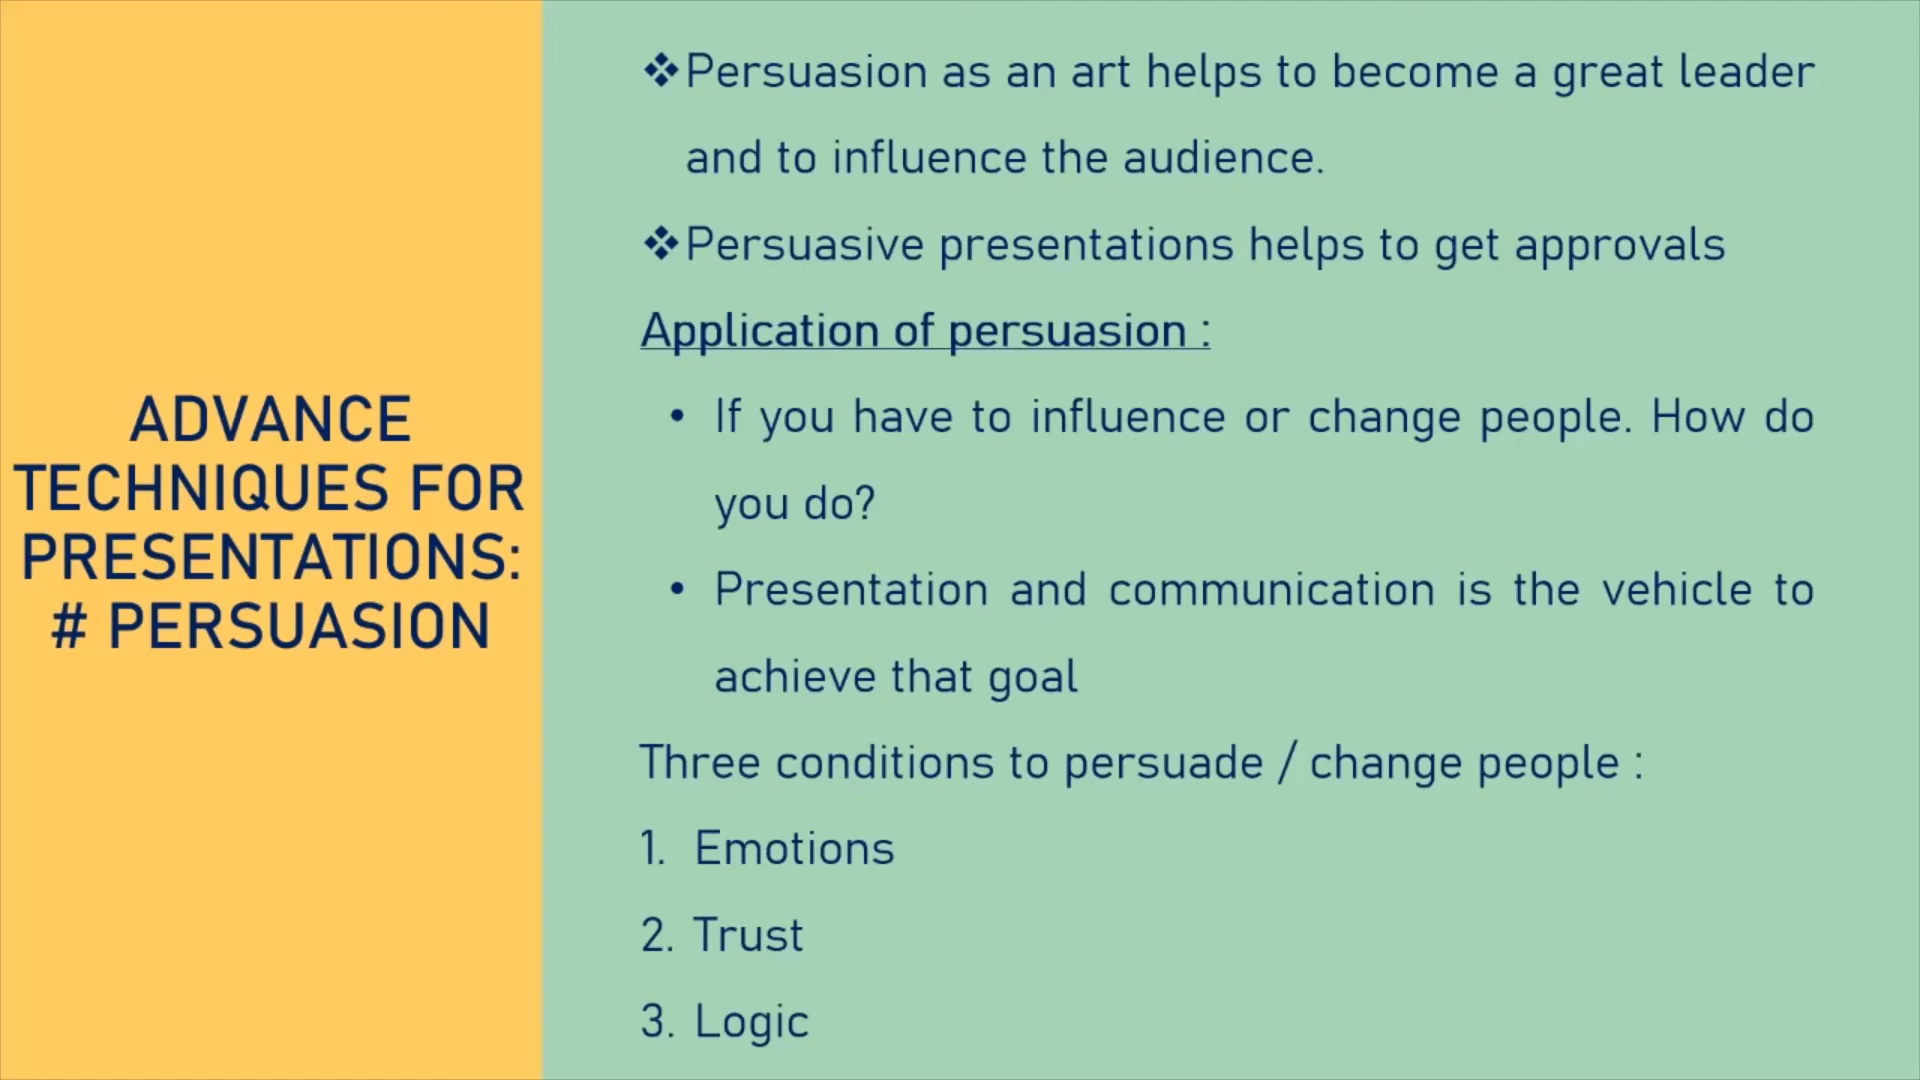 ADVANCE
TECHNIQUES FOR
PRESENTATIONS:
# PERSUASION
❖Persuasion as an art helps to become a great leader
and to influence the audience.
❖Persuasive presentations helps to get approvals
Application of persuasion :
• If you have to influence or change people. How do
you do?
• Presentation and communication is the vehicle to
achieve that goal
Three conditions to persuade / change people :
1. Emotions
2. Trust
3. Logic